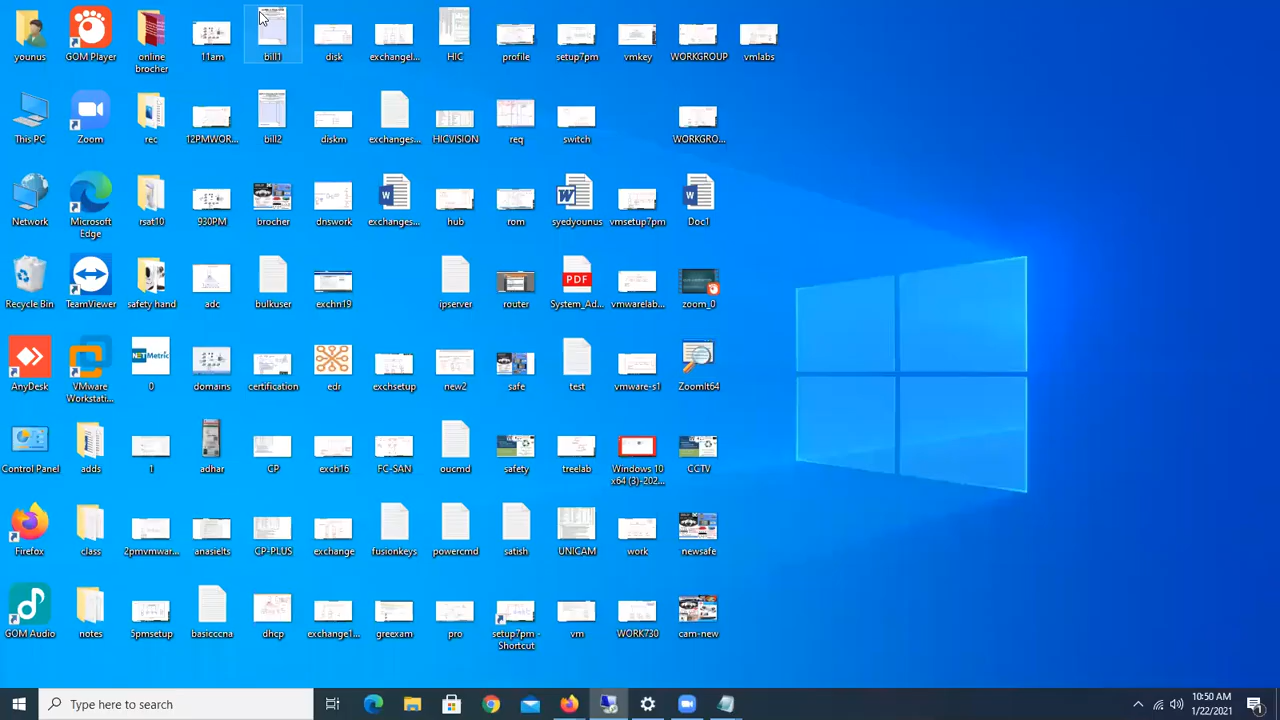 younus
GOM Player
online
brocher
11am
bill1
disk
exchangel...
HIC
profile
setup7pm
vmkey
WORKGROUP
vmlabs
This PC
Zoom
rec
12PMWOR...
bill2
diskm
exchanges...
HICVISION
req
switch
WORKGRO...
Network
Microsoft
Edge
rsat10
930PM
brocher
dnswork
exchanges...
hub
rom
syedyounus
vmsetup7pm
Doc1
Recycle Bin
TeamViewer
safety hand
adc
bulkuser
exchn19
ipserver
router
PDF
System_Ad...
vmwarelab...
zoom_0
AnyDesk
VMware
Workstati...
NETMetric
0
domains
certification
edr
exchsetup
new2
safe
test
vmware-s1
ZoomIt64
Control Panel
adds
1
adhar
CP
exch16
FC-SAN
oucmd
safety
treelab
Windows 10
x64 (3)-202...
CCTV
Firefox
class
2pmvmwar...
anasielts
CP-PLUS
exchange
fusionkeys
powercmd
satish
UNICAM
work
newsafe
GOM Audio
notes
5pmsetup
basicccna
dhcp
exchange1...
greexam
pro
setup7pm -
Shortcut
vm
WORK730
cam-new
Type here to search
10:50 AM
1/22/2021